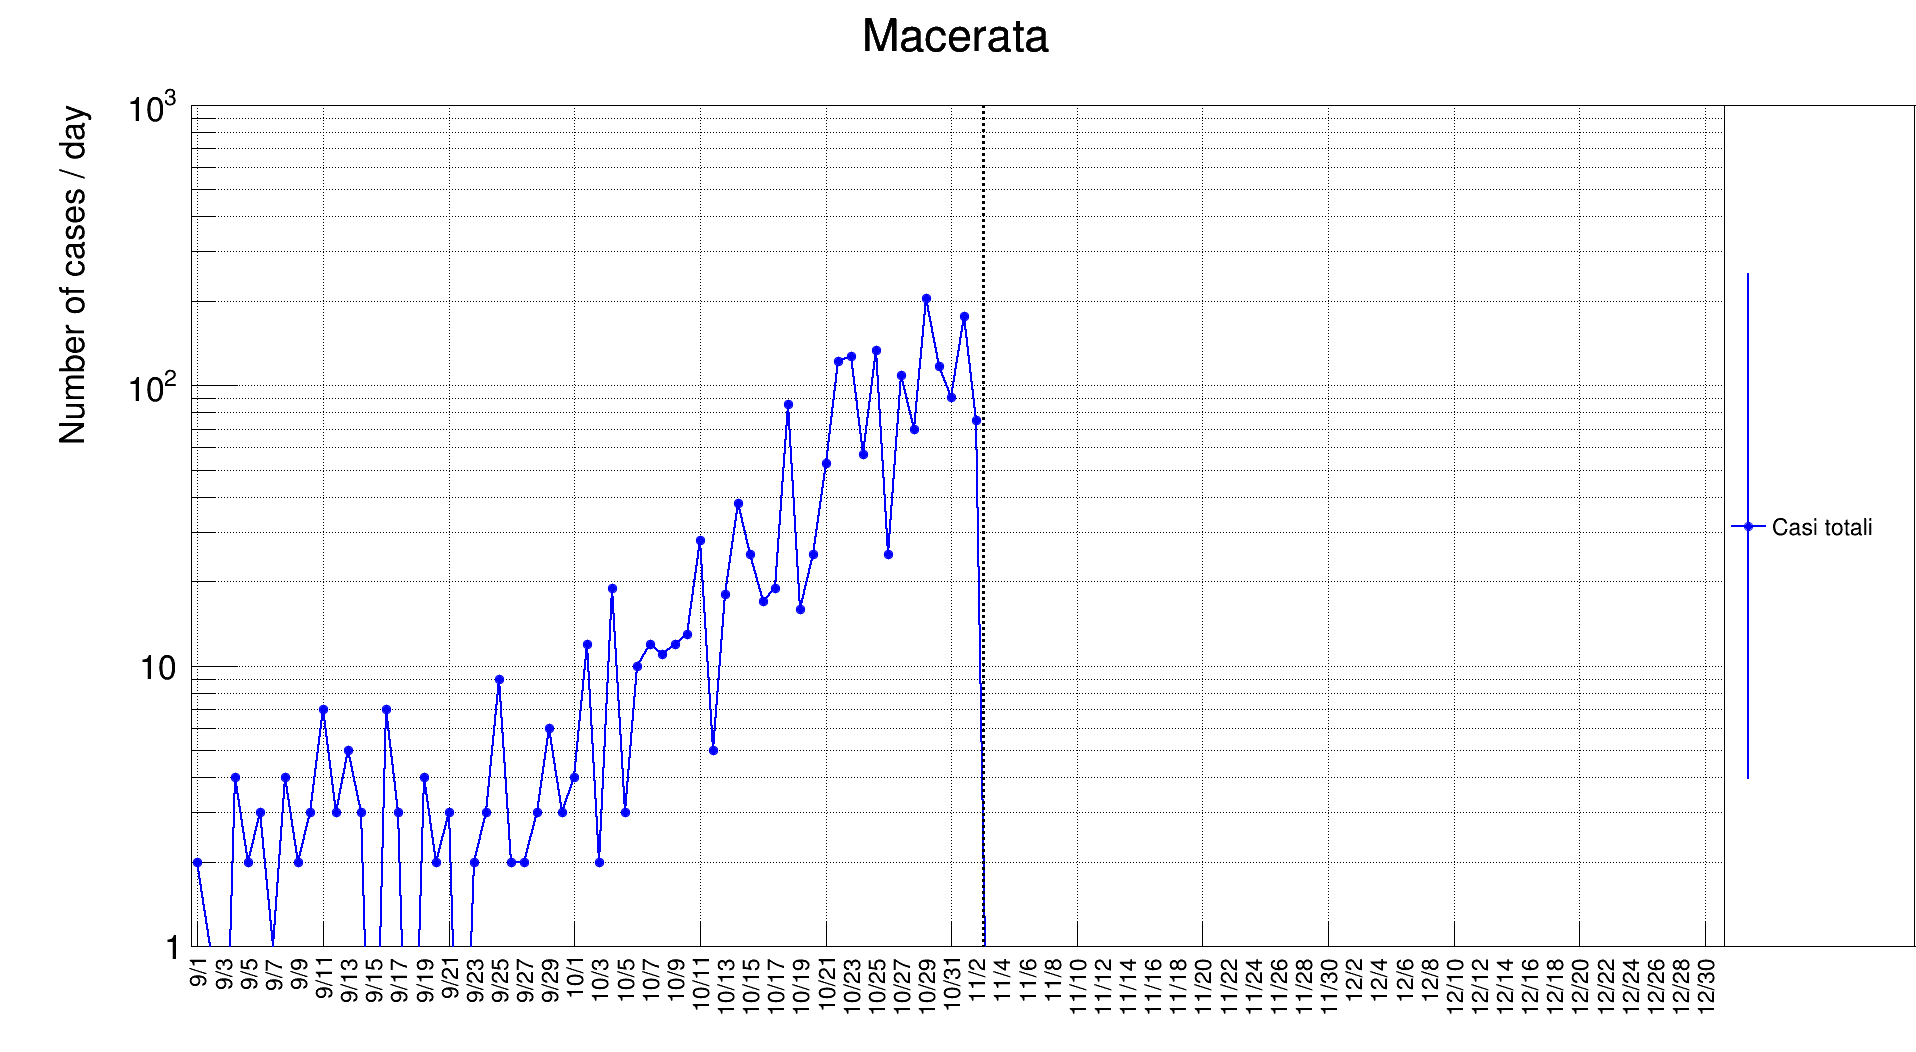 Macerata
Number of cases / day
10³
10²
10
1
9/1 9/3 9/5 9/7 9/9 9/11 9/13 9/15 9/17 9/19 9/21 9/23 9/25 9/27 9/29 10/1 10/3 10/5 10/7 10/9 10/11 10/13 10/15 10/17 10/19 10/21 10/23 10/25 10/27 10/29 10/31 11/2 11/4 11/6 11/8 11/10 11/12 11/14 11/16 11/18 11/20 11/22 11/24 11/26 11/28 11/30 12/2 12/4 12/6 12/8 12/10 12/12 12/14 12/16 12/18 12/20 12/22 12/24 12/26 12/28 12/30
Casi totali